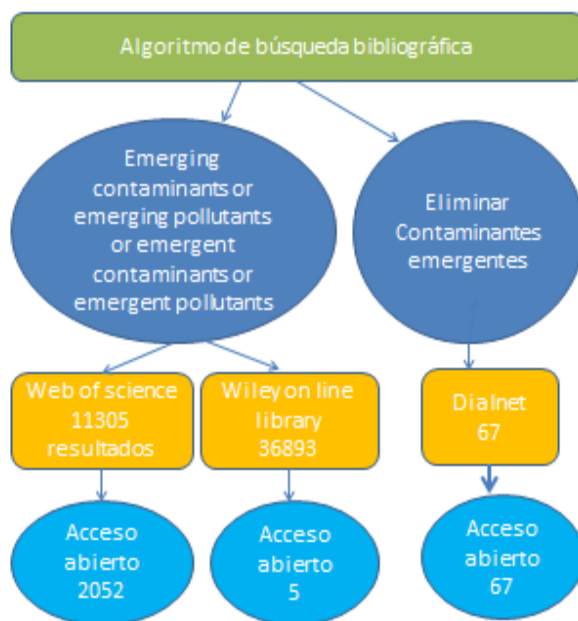 Algoritmo de búsqueda bibliográfica
Emerging
contaminants or
emerging pollutants
or emergent
contaminants or
emergent pollutants
Eliminar
Contaminantes
emergentes
Web of science
11305
resultados
Wiley on line
library
36893
Dialnet
67
Acceso
abierto
2052
Acceso
abierto
5
Acceso
abierto
67